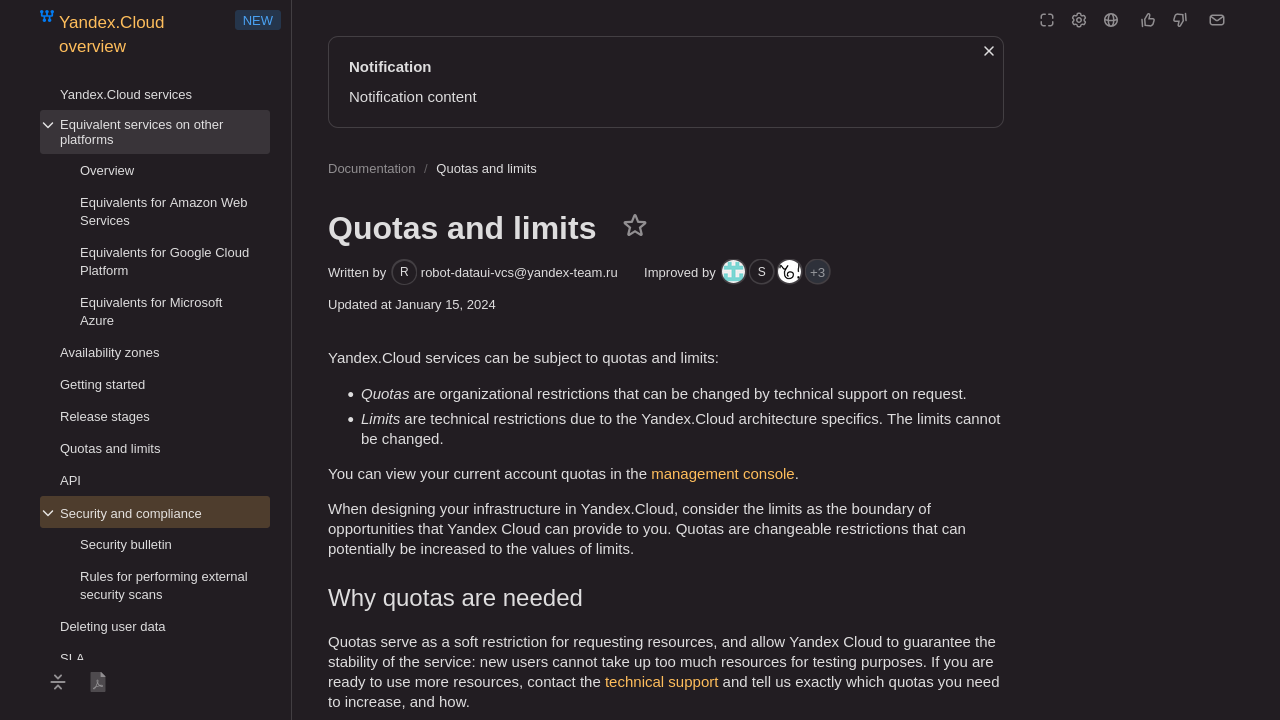 Yandex.Cloud
overview
NEW
Yandex.Cloud services
Equivalent services on other
platforms
Overview
Equivalents for Amazon Web
Services
Equivalents for Google Cloud
Platform
Equivalents for Microsoft
Azure
Availability zones
Getting started
Release stages
Quotas and limits
API
Security and compliance
Security bulletin
Rules for performing external
security scans
Deleting user data
SLA
Notification
Notification content
Documentation / Quotas and limits
Quotas and limits
Written by R robot-dataui-vcs@yandex-team.ru Improved by S +3
Updated at January 15, 2024
Yandex.Cloud services can be subject to quotas and limits:
• Quotas are organizational restrictions that can be changed by technical support on request.
• Limits are technical restrictions due to the Yandex.Cloud architecture specifics. The limits cannot
be changed.
You can view your current account quotas in the management console.
When designing your infrastructure in Yandex.Cloud, consider the limits as the boundary of
opportunities that Yandex Cloud can provide to you. Quotas are changeable restrictions that can
potentially be increased to the values of limits.
Why quotas are needed
Quotas serve as a soft restriction for requesting resources, and allow Yandex Cloud to guarantee the
stability of the service: new users cannot take up too much resources for testing purposes. If you are
ready to use more resources, contact the technical support and tell us exactly which quotas you need
to increase, and how.